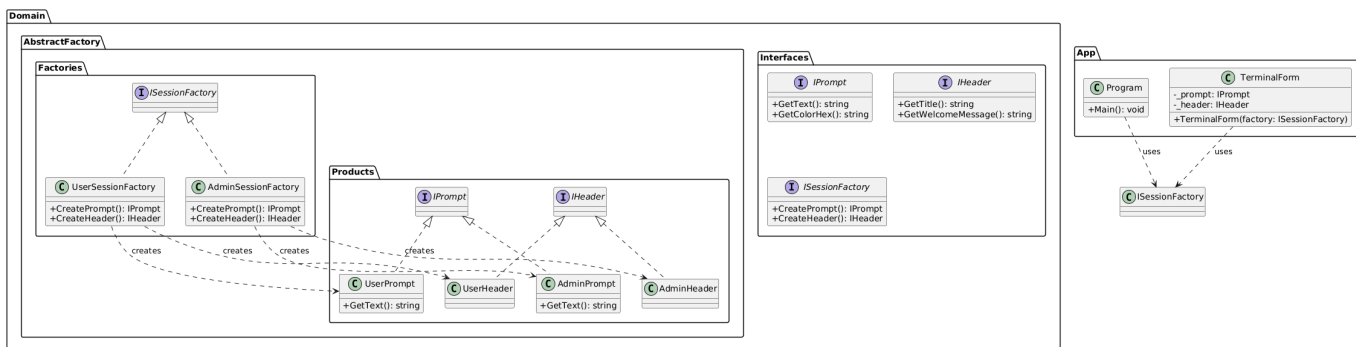 Domain
AbstractFactory
Factories
I ISessionFactory
C UserSessionFactory
+CreatePrompt(): IPrompt
+CreateHeader(): IHeader
C AdminSessionFactory
+CreatePrompt(): IPrompt
+CreateHeader(): IHeader
Products
I IPrompt
I IHeader
creates
creates
creates
C UserPrompt
+GetText(): string
C UserHeader
C AdminPrompt
+GetText(): string
C AdminHeader
Interfaces
I IPrompt
+GetText(): string
+GetColorHex(): string
I IHeader
+GetTitle(): string
+GetWelcomeMessage(): string
I ISessionFactory
+CreatePrompt(): IPrompt
+CreateHeader(): IHeader
App
C Program
+Main(): void
C TerminalForm
-_prompt: IPrompt
-_header: IHeader
+TerminalForm(factory: ISessionFactory)
uses
uses
C ISessionFactory